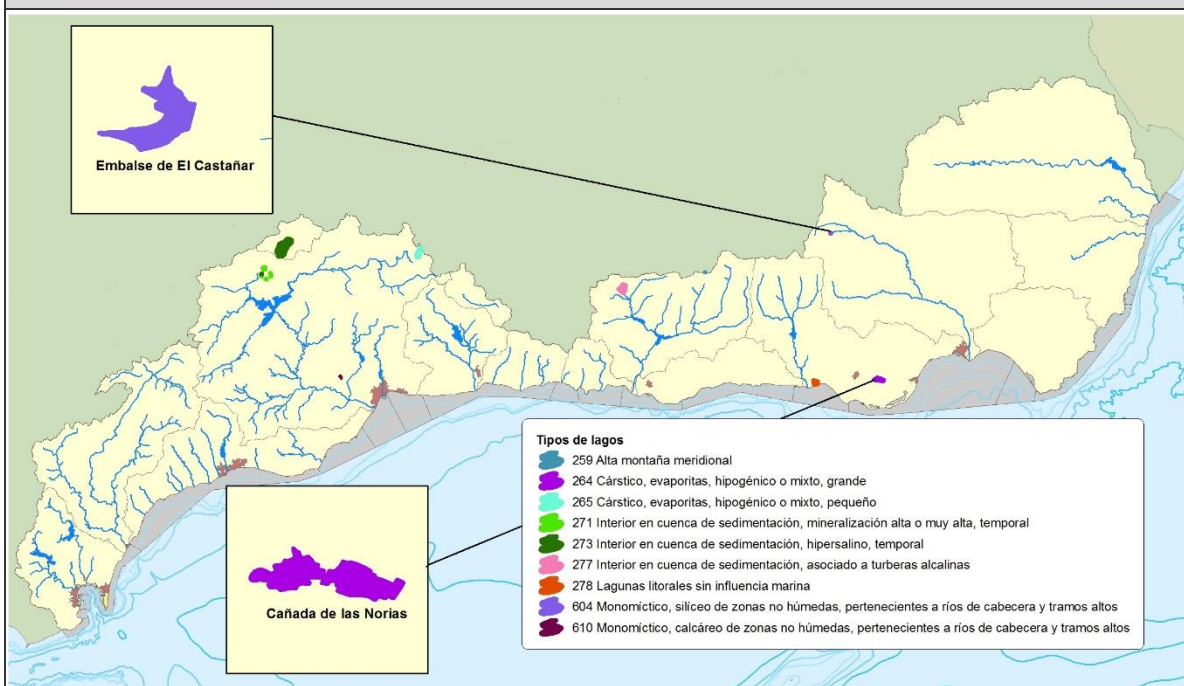 Embalse de El Castañar
Tipos de lagos
259 Alta montaña meridional
264 Cárstico, evaporitas, hipogénico o mixto, grande
265 Cárstico, evaporitas, hipogénico o mixto, pequeño
271 Interior en cuenca de sedimentación, mineralización alta o muy alta, temporal
273 Interior en cuenca de sedimentación, hipersalino, temporal
277 Interior en cuenca de sedimentación, asociado a turberas alcalinas
278 Lagunas litorales sin influencia marina
604 Monomíctico, silíceo de zonas no húmedas, pertenecientes a ríos de cabecera y tramos altos
610 Monomíctico, calcáreo de zonas no húmedas, pertenecientes a ríos de cabecera y tramos altos
Cañada de las Norias